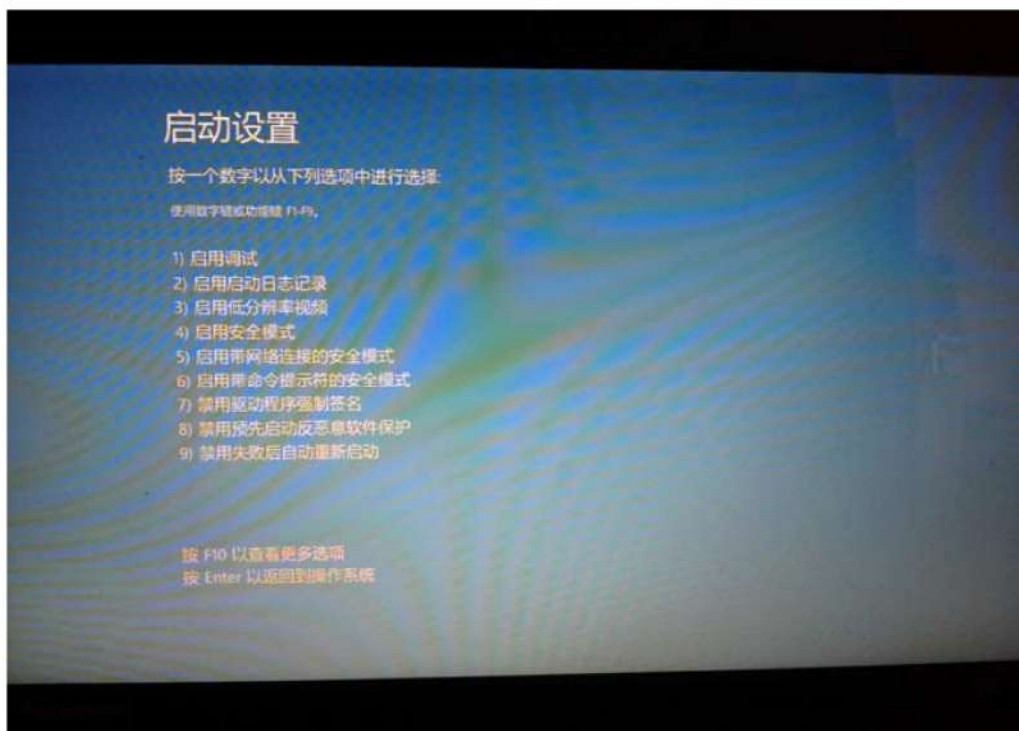 启动设置
按一个数字以从下列选项中进行选择:
使用数字键或功能键 F1-F9。
1) 启用调试
2) 启用启动日志记录
3) 启用低分辨率视频
4) 启用安全模式
5) 启用带网络连接的安全模式
6) 启用带命令提示符的安全模式
7) 禁用驱动程序强制签名
8) 禁用预先启动反恶意软件保护
9) 禁用失败后自动重新启动
按 F10 以查看更多选项
按 Enter 以返回到操作系统